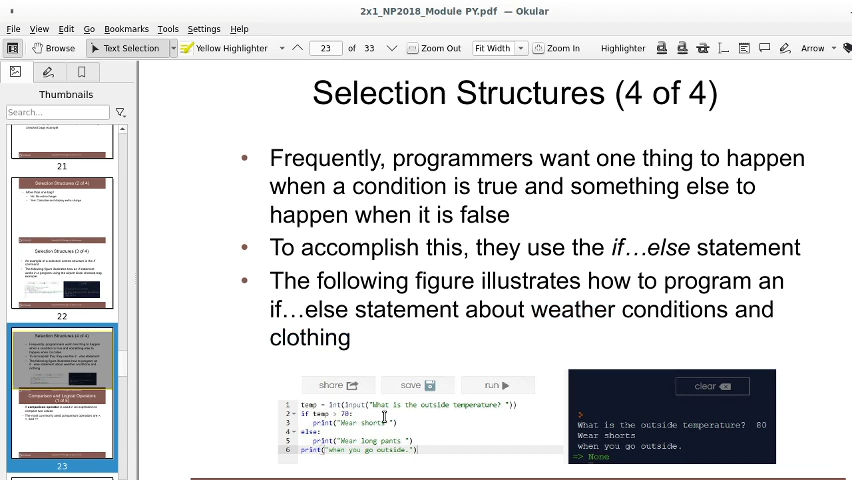 2x1_NP2018_Module PY.pdf — Okular
File View Edit Go Bookmarks Tools Settings Help
Browse Text Selection Yellow Highlighter 23 of 33 Zoom Out Fit Width Zoom In Highlighter Arrow
Thumbnails
Search...
21
Selection Structures (2 of 4)
Selection Structures (3 of 4)
22
Selection Structures (4 of 4)
Comparison and Logical Operators
23
Selection Structures (4 of 4)
• Frequently, programmers want one thing to happen
when a condition is true and something else to
happen when it is false
• To accomplish this, they use the if…else statement
• The following figure illustrates how to program an
if…else statement about weather conditions and
clothing
share save run
1 temp = int(input("What is the outside temperature? "))
2 if temp > 70:
3 print("Wear shorts ")
4 else:
5 print("Wear long pants ")
6 print("when you go outside.")
clear
>
What is the outside temperature? 80
Wear shorts
when you go outside.
=> None